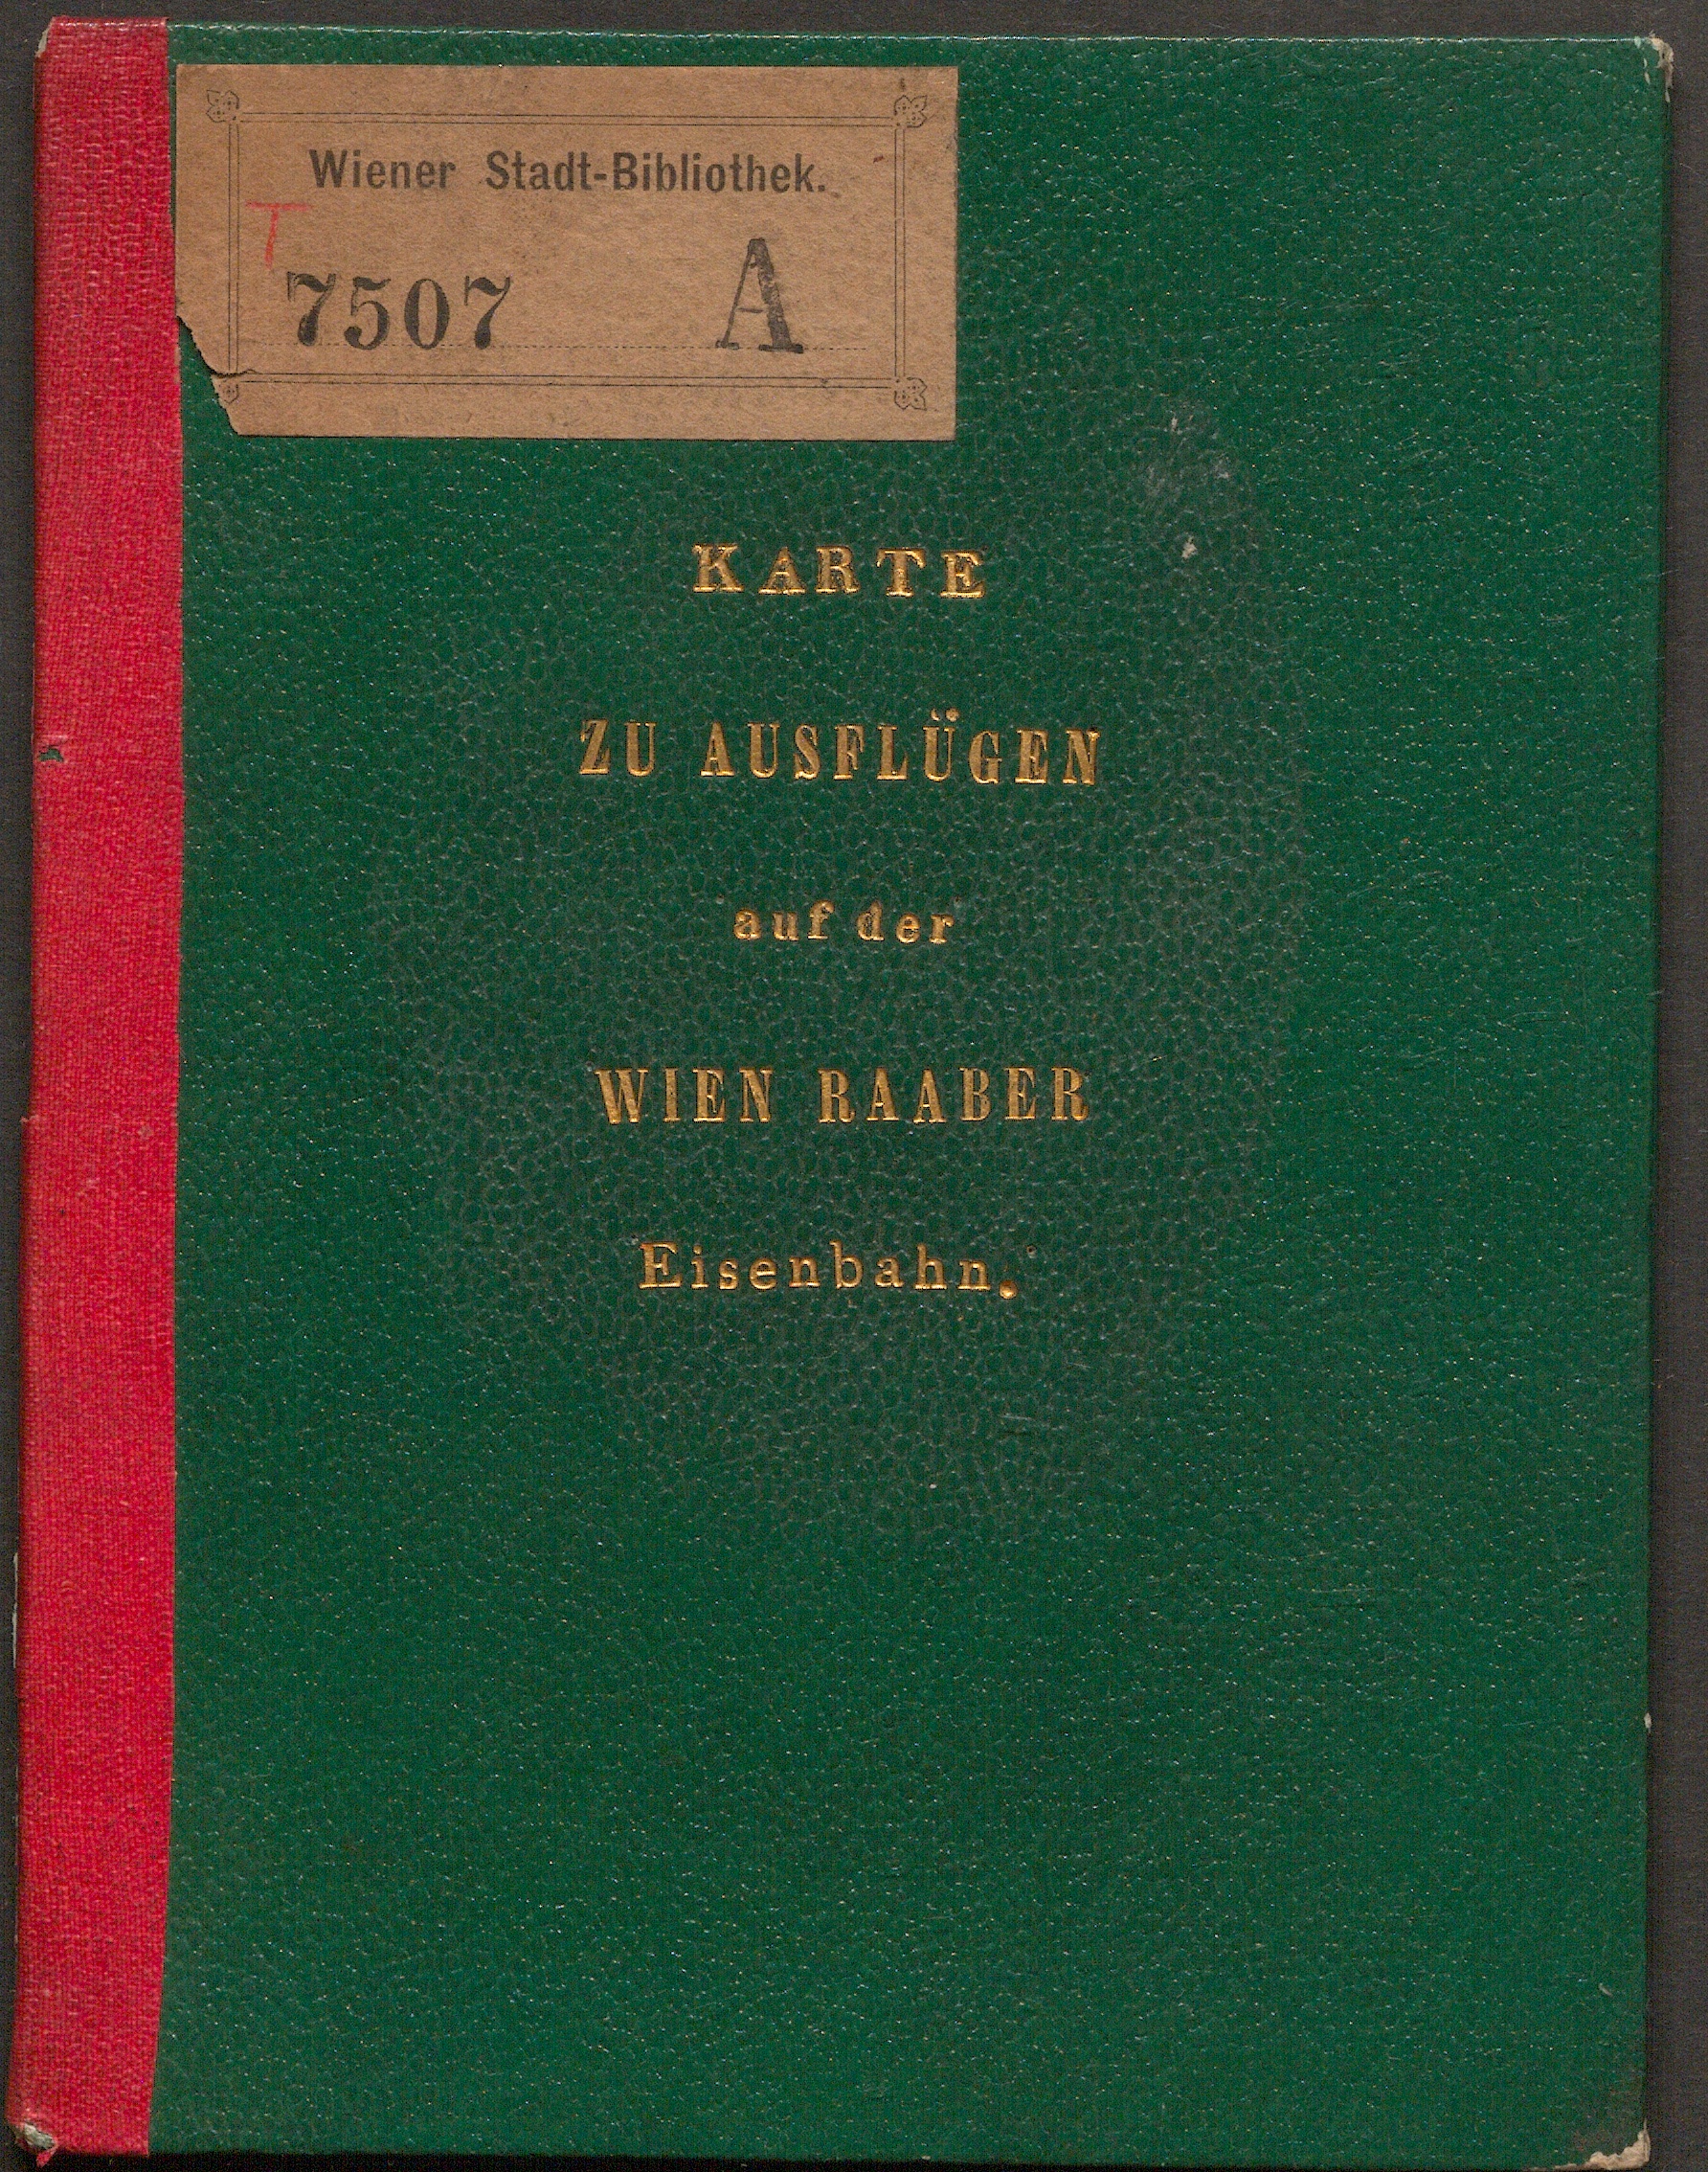 Wiener Stadt-Bibliothek.
T
7507 A
KARTE
ZU AUSFLÜGEN
auf der
WIEN RAABER
Eisenbahn.